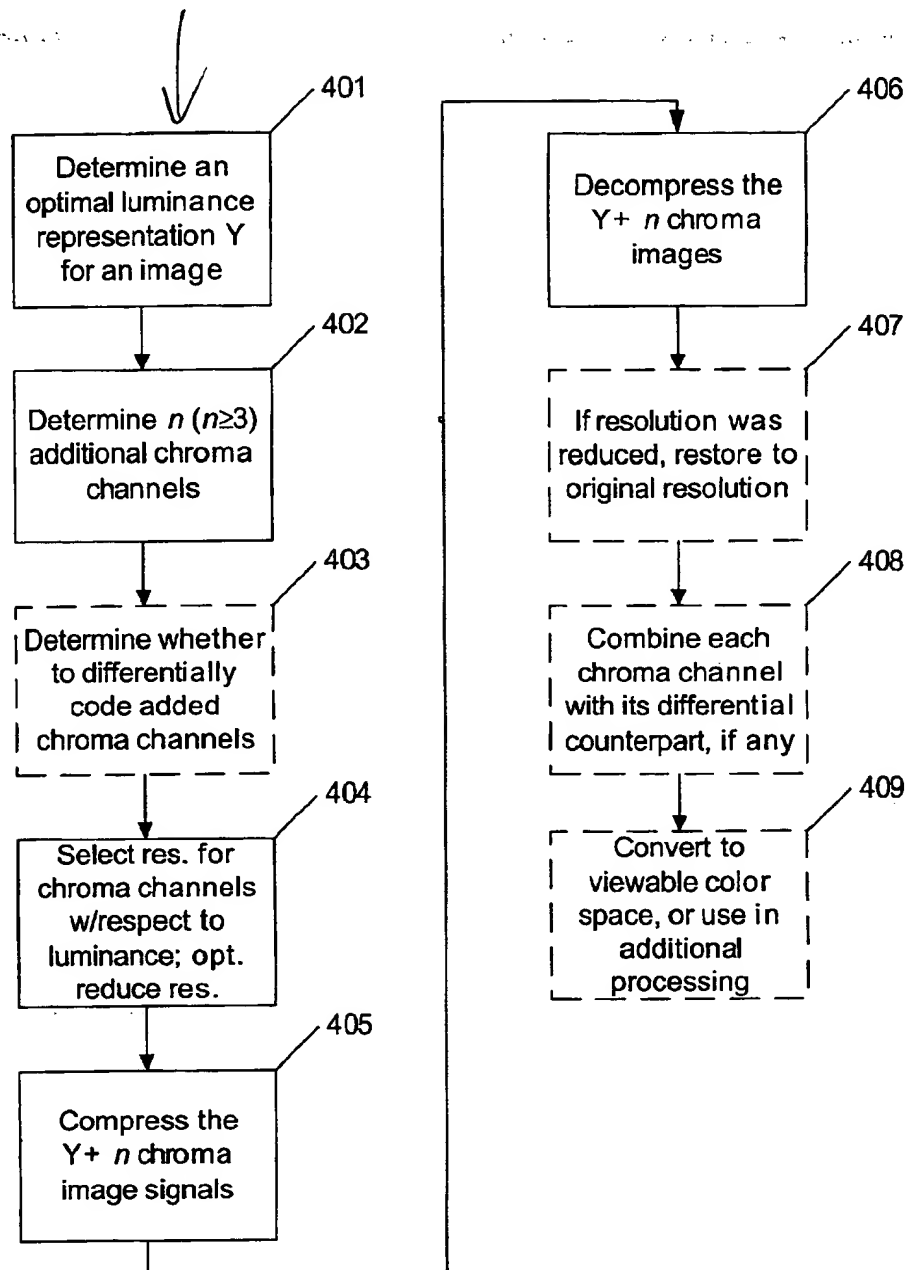 401
Determine an
optimal luminance
representation Y
for an image
402
Determine n (n≥3)
additional chroma
channels
403
Determine whether
to differentially
code added
chroma channels
404
Select res. for
chroma channels
w/respect to
luminance; opt.
reduce res.
405
Compress the
Y+ n chroma
image signals
406
Decompress the
Y+ n chroma
images
407
If resolution was
reduced, restore to
original resolution
408
Combine each
chroma channel
with its differential
counterpart, if any
409
Convert to
viewable color
space, or use in
additional
processing